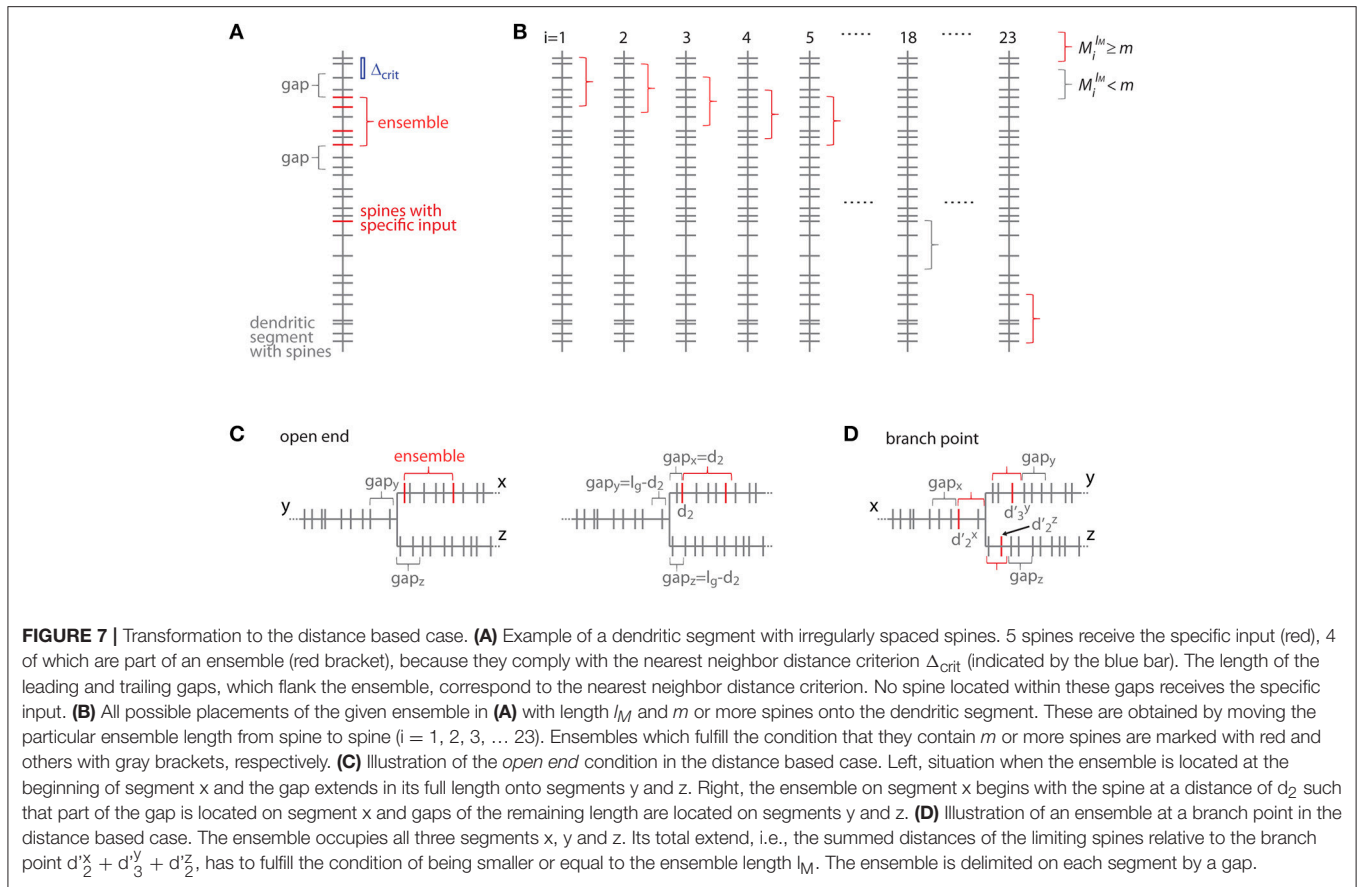 A
B
i=1 2 3 4 5 ..... 18 ..... 23
M_i^{l_M} ≥ m
M_i^{l_M} < m
Δcrit
gap
ensemble
gap
spines with
specific input
..... .....
dendritic
segment
with spines
C open end
ensemble
x
gap_y
y
z
gap_z
gap_x=d_2
gap_y=l_g-d_2
d_2
gap_z=l_g-d_2
D branch point
gap_y
gap_x
y
x
d'_3^y
d'_2^z
d'_2^x
z
gap_z
FIGURE 7 | Transformation to the distance based case. (A) Example of a dendritic segment with irregularly spaced spines. 5 spines receive the specific input (red), 4
of which are part of an ensemble (red bracket), because they comply with the nearest neighbor distance criterion Δcrit (indicated by the blue bar). The length of the
leading and trailing gaps, which flank the ensemble, correspond to the nearest neighbor distance criterion. No spine located within these gaps receives the specific
input. (B) All possible placements of the given ensemble in (A) with length l_M and m or more spines onto the dendritic segment. These are obtained by moving the
particular ensemble length from spine to spine (i = 1, 2, 3, … 23). Ensembles which fulfill the condition that they contain m or more spines are marked with red and
others with gray brackets, respectively. (C) Illustration of the open end condition in the distance based case. Left, situation when the ensemble is located at the
beginning of segment x and the gap extends in its full length onto segments y and z. Right, the ensemble on segment x begins with the spine at a distance of d_2 such
that part of the gap is located on segment x and gaps of the remaining length are located on segments y and z. (D) Illustration of an ensemble at a branch point in the
distance based case. The ensemble occupies all three segments x, y and z. Its total extend, i.e., the summed distances of the limiting spines relative to the branch
point d'_2^x + d'_3^y + d'_2^z, has to fulfill the condition of being smaller or equal to the ensemble length l_M. The ensemble is delimited on each segment by a gap.